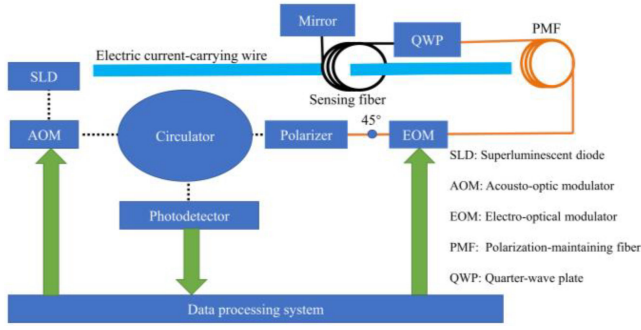 Mirror
QWP
PMF
Electric current-carrying wire
SLD
Sensing fiber
45°
AOM
Circulator
Polarizer
EOM
SLD: Superluminescent diode
AOM: Acousto-optic modulator
Photodetector
EOM: Electro-optical modulator
PMF: Polarization-maintaining fiber
QWP: Quarter-wave plate
Data processing system